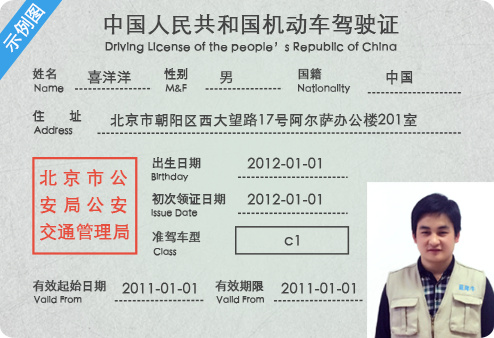 示例图
中国人民共和国机动车驾驶证
Driving License of the people's Republic of China
姓名 喜洋洋 性别 男 国籍 中国
Name M&F Nationality
住 址 北京市朝阳区西大望路17号阿尔萨办公楼201室
Address
出生日期 2012-01-01
Birthday
北京市公
安局公安
交通管理局
初次领证日期 2012-01-01
Issue Date
准驾车型 c1
Class
有效起始日期 2011-01-01 有效期限 2011-01-01
Valid From Valid From